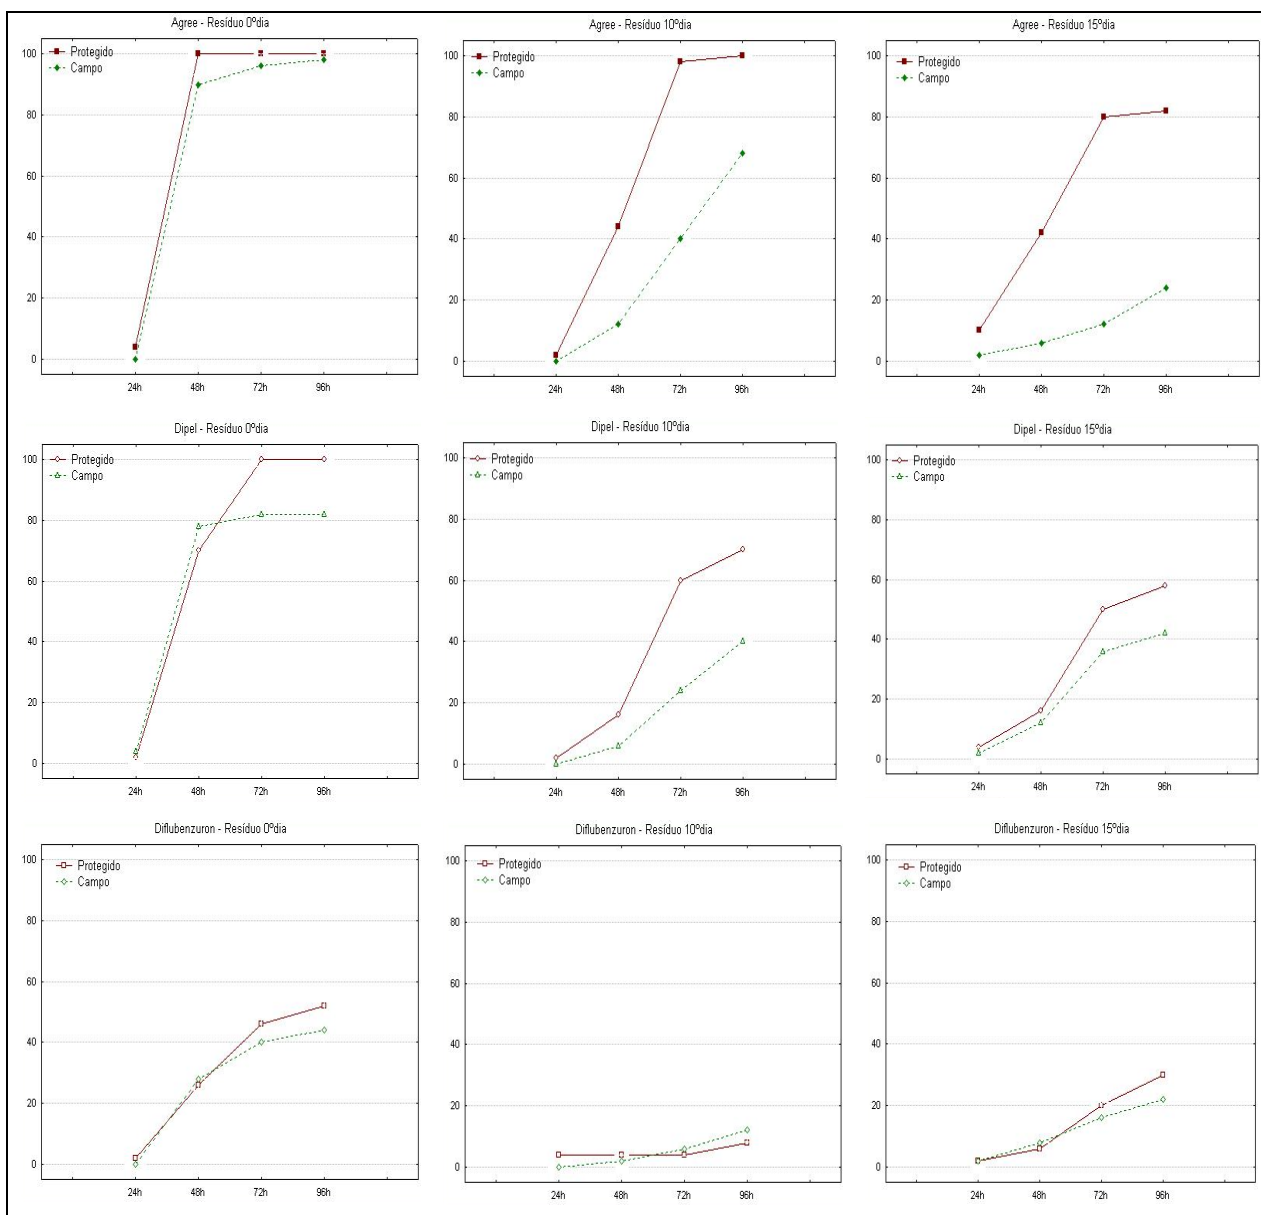 Agree - Resíduo 0ºdia
Protegido
Campo
100
80
60
40
20
0
24h 48h 72h 96h
Agree - Resíduo 10ºdia
Protegido
Campo
100
80
60
40
20
0
24h 48h 72h 96h
Agree - Resíduo 15ºdia
Protegido
Campo
100
80
60
40
20
0
24h 48h 72h 96h
Dipel - Resíduo 0ºdia
Protegido
Campo
100
80
60
40
20
0
24h 48h 72h 96h
Dipel - Resíduo 10ºdia
Protegido
Campo
100
80
60
40
20
0
24h 48h 72h 96h
Dipel - Resíduo 15ºdia
Protegido
Campo
100
80
60
40
20
0
24h 48h 72h 96h
Diflubenzuron - Resíduo 0ºdia
Protegido
Campo
100
80
60
40
20
0
24h 48h 72h 96h
Diflubenzuron - Resíduo 10ºdia
Protegido
Campo
100
80
60
40
20
0
24h 48h 72h 96h
Diflubenzuron - Resíduo 15ºdia
Protegido
Campo
100
80
60
40
20
0
24h 48h 72h 96h